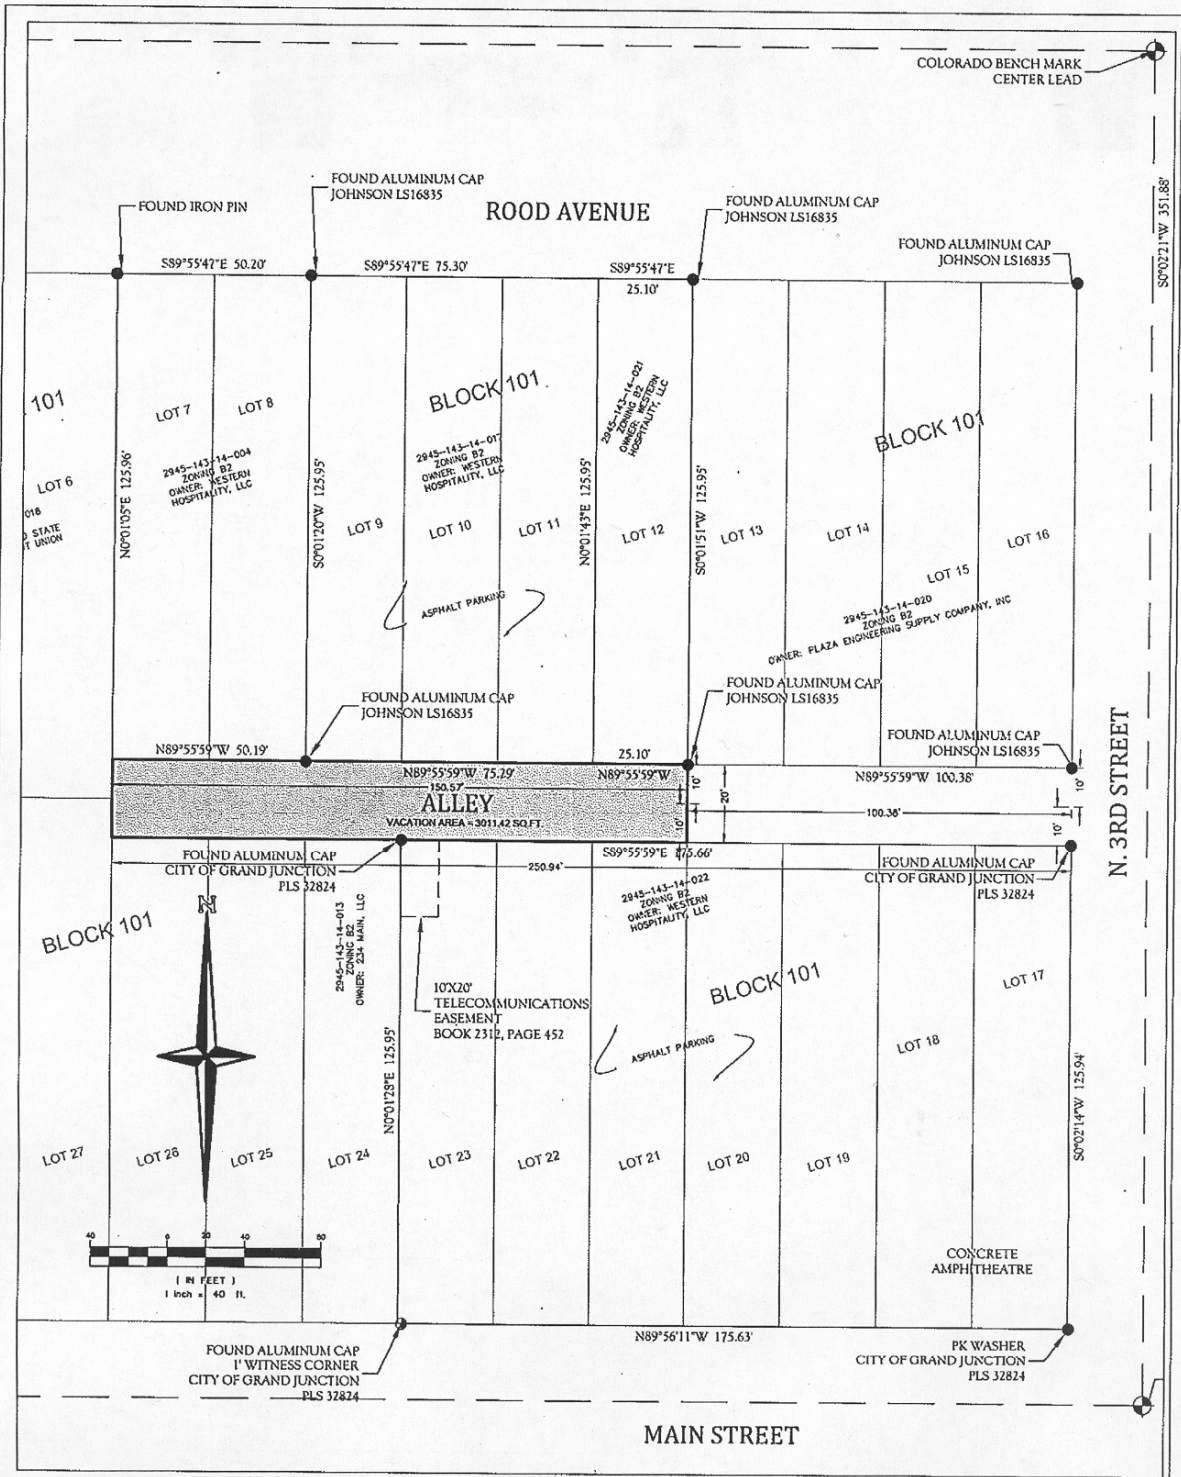 COLORADO BENCH MARK
CENTER LEAD
FOUND ALUMINUM CAP
JOHNSON LS16835
FOUND IRON PIN
ROOD AVENUE
FOUND ALUMINUM CAP
JOHNSON LS16835
S0°02'21"W 351.88'
FOUND ALUMINUM CAP
JOHNSON LS16835
S89°55'47"E 50.20'
S89°55'47"E 75.30'
S89°55'47"E
25.10'
101
LOT 7
LOT 8
BLOCK 101
2945-143-14-021
ZONING B2
OWNER: WESTERN
HOSPITALITY, LLC
BLOCK 101
2945-143-14-004
ZONING B2
OWNER: WESTERN
HOSPITALITY, LLC
2945-143-14-017
ZONING B2
OWNER: WESTERN
HOSPITALITY, LLC
LOT 6
018
STATE
UNION
N0°01'05"E 125.96'
S0°01'20"W 125.95'
N0°01'43"E 125.95'
S0°01'51"W 125.95'
LOT 9
LOT 10
LOT 11
LOT 12
LOT 13
LOT 14
LOT 15
LOT 16
ASPHALT PARKING
2945-143-14-020
ZONING B2
OWNER: PLAZA ENGINEERING SUPPLY COMPANY, INC
FOUND ALUMINUM CAP
JOHNSON LS16835
FOUND ALUMINUM CAP
JOHNSON LS16835
FOUND ALUMINUM CAP
JOHNSON LS16835
N. 3RD STREET
N89°55'59"W 50.19'
25.10'
N89°55'59"W 75.29'
N89°55'59"W
N89°55'59"W 100.38'
10'
10'
150.57'
20'
ALLEY
VACATION AREA = 3011.42 SQ.FT.
100.38'
10'
10'
FOUND ALUMINUM CAP
CITY OF GRAND JUNCTION
PLS 32824
S89°55'59"E 175.66'
250.94'
FOUND ALUMINUM CAP
CITY OF GRAND JUNCTION
PLS 32824
2945-143-14-022
ZONING B2
OWNER: WESTERN
HOSPITALITY, LLC
N
BLOCK 101
2945-143-14-013
ZONING B2
OWNER: 234 MAIN, LLC
10'X20'
TELECOMMUNICATIONS
EASEMENT
BOOK 2312, PAGE 452
BLOCK 101
LOT 17
LOT 18
ASPHALT PARKING
N0°01'28"E 125.95'
S0°02'14"W 125.94'
LOT 27
LOT 26
LOT 25
LOT 24
LOT 23
LOT 22
LOT 21
LOT 20
LOT 19
40
0
20
40
80
( IN FEET )
1 inch = 40 ft.
CONCRETE
AMPHITHEATRE
N89°56'11"W 175.63'
FOUND ALUMINUM CAP
1' WITNESS CORNER
CITY OF GRAND JUNCTION
PLS 32824
PK WASHER
CITY OF GRAND JUNCTION
PLS 32824
MAIN STREET